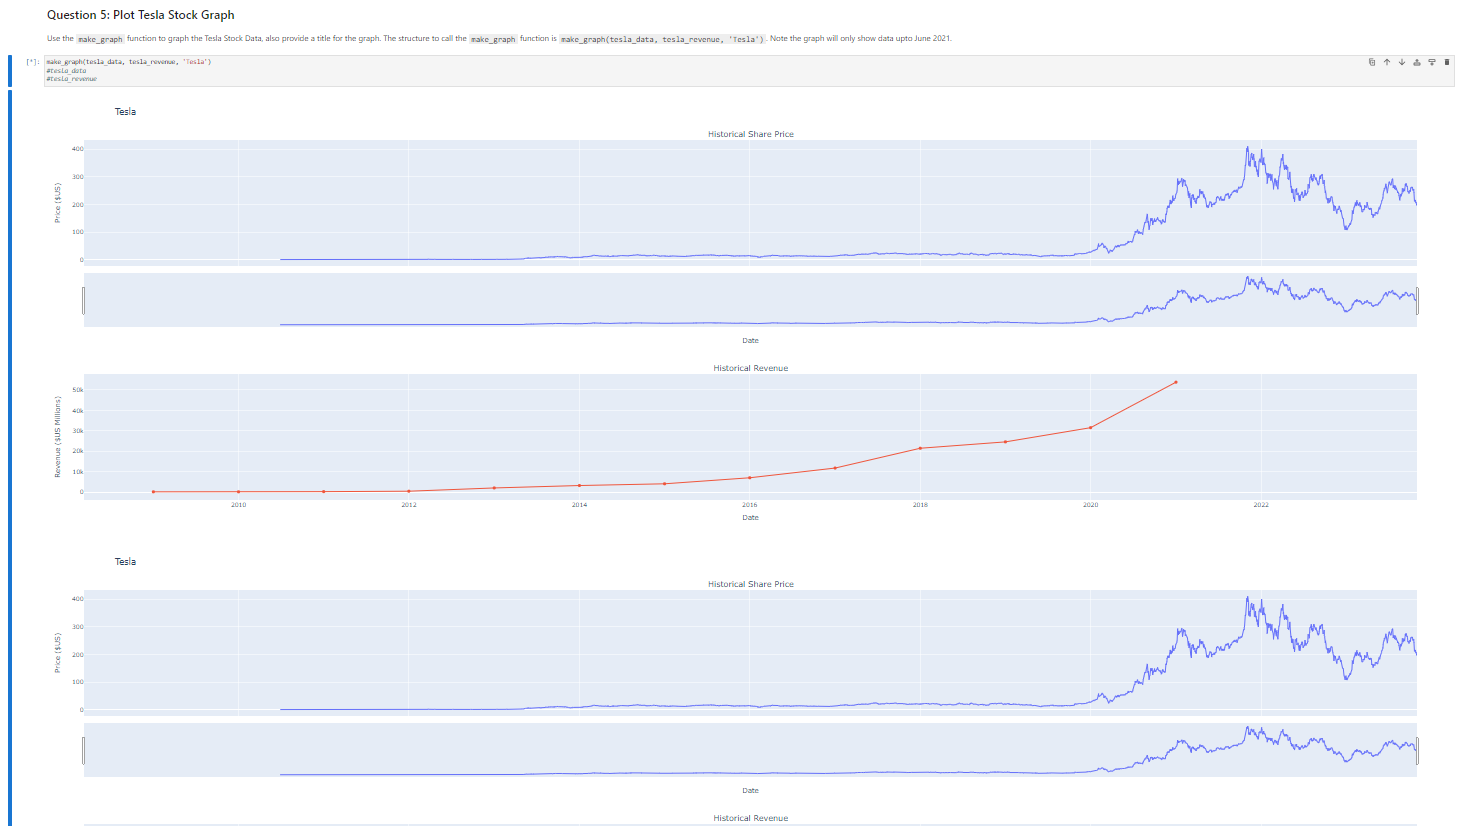 Question 5: Plot Tesla Stock Graph
Use the make_graph function to graph the Tesla Stock Data, also provide a title for the graph. The structure to call the make_graph function is make_graph(tesla_data, tesla_revenue, 'Tesla'). Note the graph will only show data upto June 2021.
[*]:
make_graph(tesla_data, tesla_revenue, 'Tesla')
#tesla_data
#tesla_revenue
Tesla
Historical Share Price
400
300
200
100
0
Price ($US)
Date
Historical Revenue
50k
40k
30k
20k
10k
0
Revenue ($US Millions)
2010 2012 2014 2016 2018 2020 2022
Date
Tesla
Historical Share Price
400
300
200
100
0
Price ($US)
Date
Historical Revenue